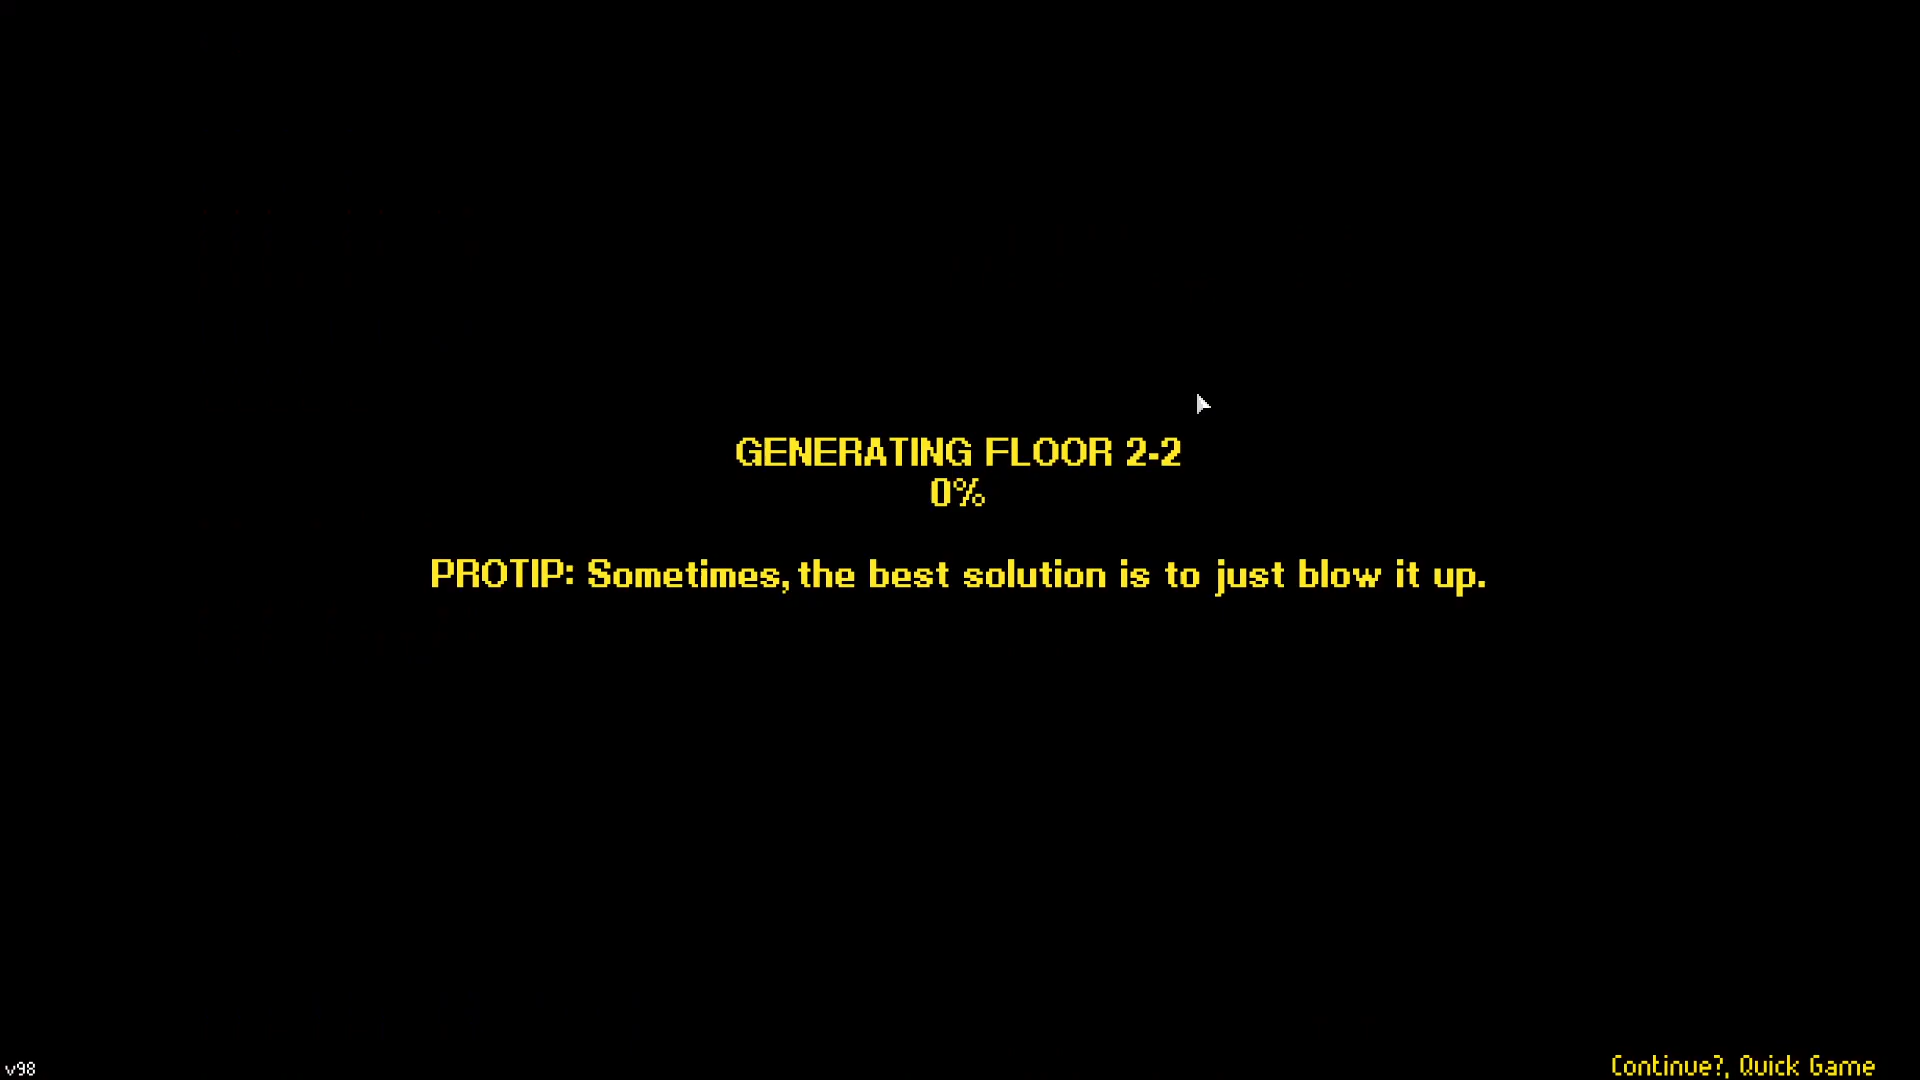 GENERATING FLOOR 2-2
0%
PROTIP: Sometimes, the best solution is to just blow it up.
v98
Continue?, Quick Game